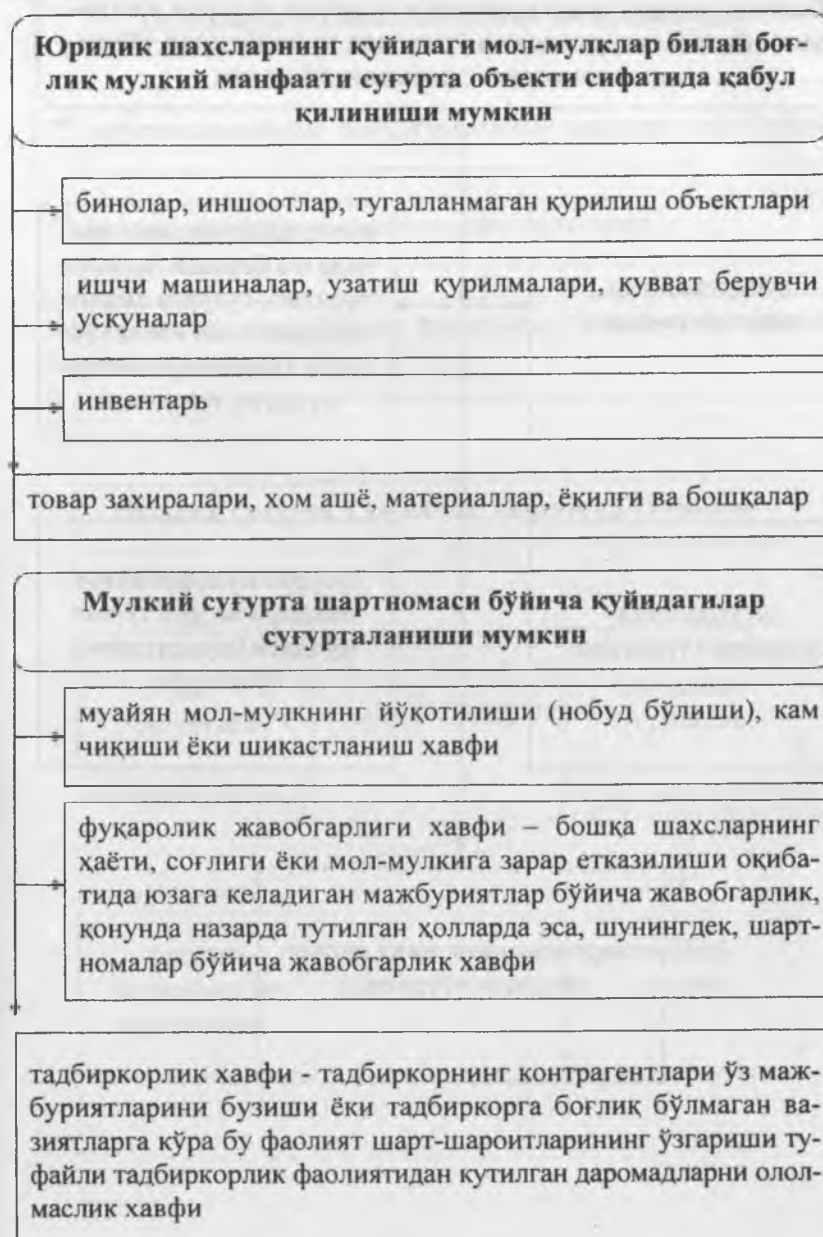 Юридик шахсларнинг қуйидаги мол-мулклар билан боғ-
лиқ мулкий манфаати суғурта объекти сифатида қабул
қилиниши мумкин
бинолар, иншоотлар, тугалланмаган қурилиш объектлари
ишчи машиналар, узатиш қурилмалари, қувват берувчи
ускуналар
инвентарь
товар захиралари, хом ашё, материаллар, ёқилғи ва бошқалар
Мулкий суғурта шартномаси бўйича қуйидагилар
суғурталаниши мумкин
муайян мол-мулкнинг йўқотилиши (нобуд бўлиши), кам
чиқиши ёки шикастланиш хавфи
фуқаролик жавобгарлиги хавфи – бошқа шахсларнинг
ҳаёти, соғлиги ёки мол-мулкига зарар етказилиши оқиба-
тида юзага келадиган мажбуриятлар бўйича жавобгарлик,
қонунда назарда тутилган ҳолларда эса, шунингдек, шарт-
номалар бўйича жавобгарлик хавфи
тадбиркорлик хавфи - тадбиркорнинг контрагентлари ўз маж-
буриятларини бузиши ёки тадбиркорга боғлиқ бўлмаган ва-
зиятларга кўра бу фаолият шарт-шароитларининг ўзгариши ту-
файли тадбиркорлик фаолиятидан кутилган даромадларни олол-
маслик хавфи